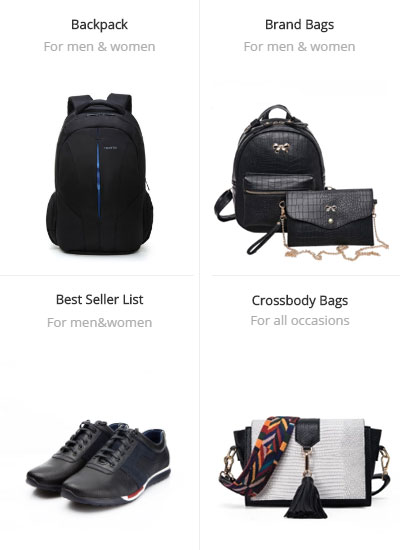 Backpack
For men & women
Brand Bags
For men & women
Best Seller List
For men&women
Crossbody Bags
For all occasions